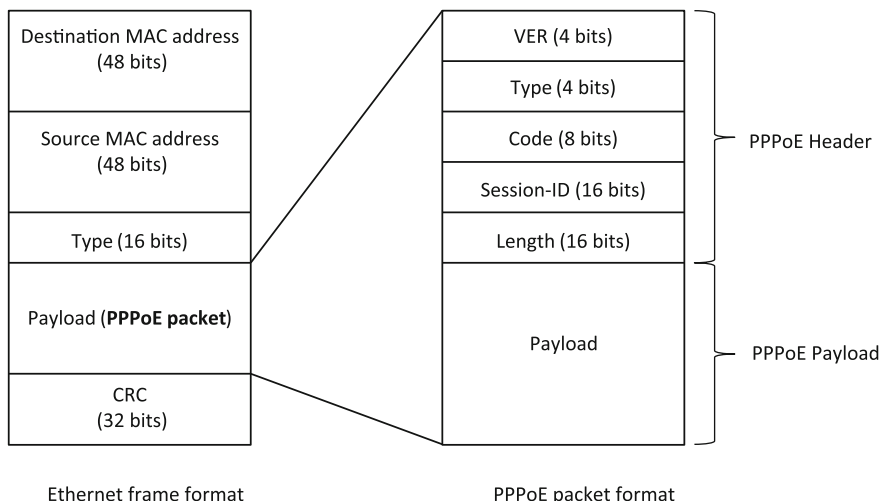 Destination MAC address
(48 bits)
Source MAC address
(48 bits)
Type (16 bits)
Payload (PPPoE packet)
CRC
(32 bits)
Ethernet frame format
VER (4 bits)
Type (4 bits)
Code (8 bits)
Session-ID (16 bits)
Length (16 bits)
Payload
PPPoE packet format
PPPoE Header
PPPoE Payload